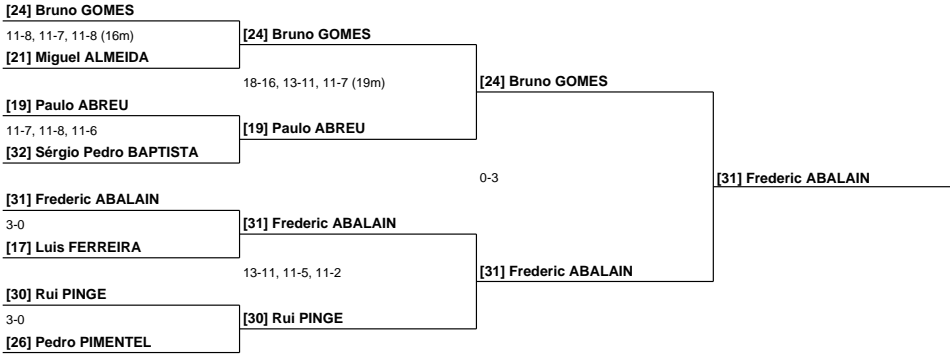 [24] Bruno GOMES
11-8, 11-7, 11-8 (16m)
[21] Miguel ALMEIDA
[19] Paulo ABREU
11-7, 11-8, 11-6
[32] Sérgio Pedro BAPTISTA
[31] Frederic ABALAIN
3-0
[17] Luis FERREIRA
[30] Rui PINGE
3-0
[26] Pedro PIMENTEL
[24] Bruno GOMES
18-16, 13-11, 11-7 (19m)
[19] Paulo ABREU
[31] Frederic ABALAIN
13-11, 11-5, 11-2
[30] Rui PINGE
[24] Bruno GOMES
0-3
[31] Frederic ABALAIN
[31] Frederic ABALAIN